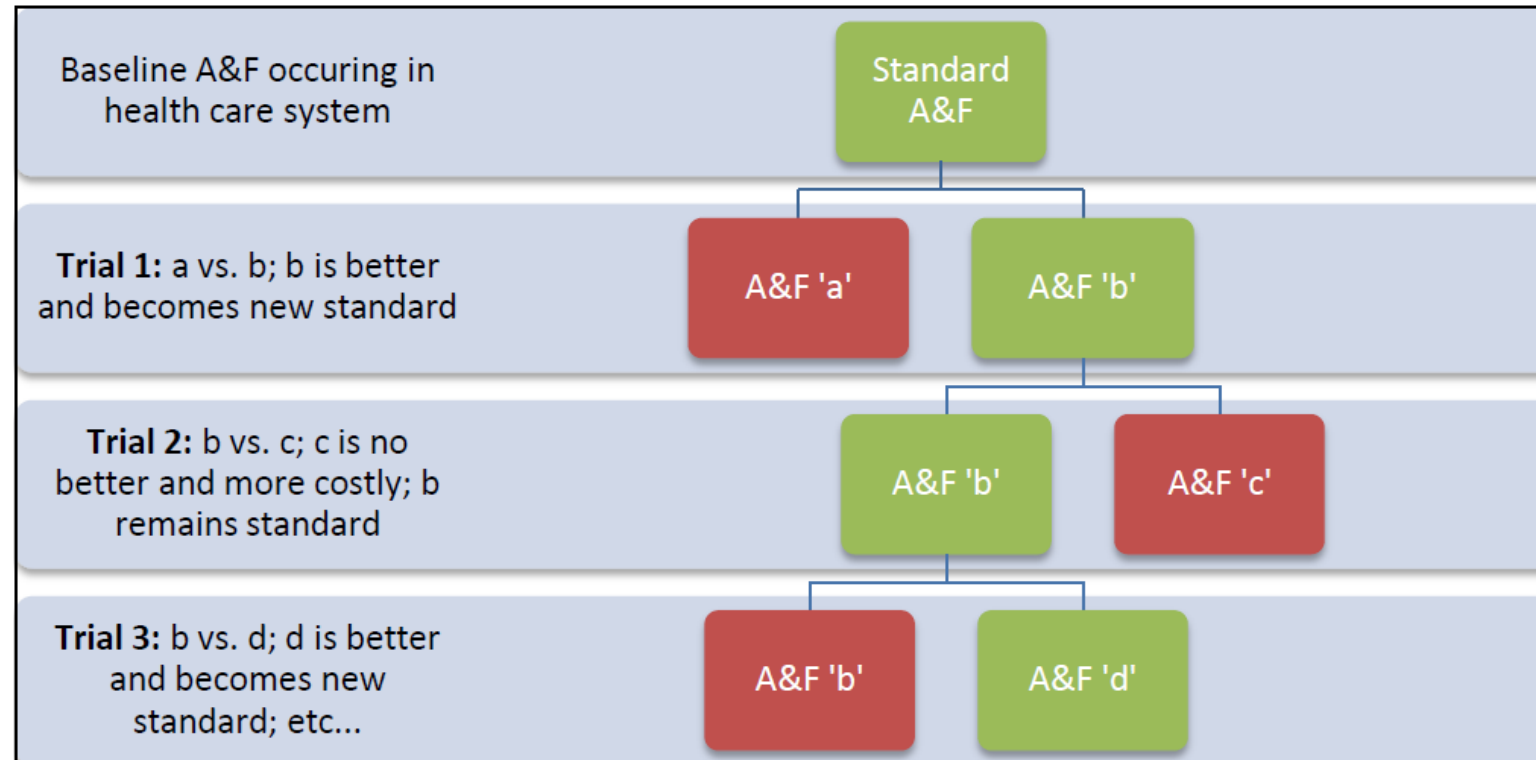 Baseline A&F occuring in
health care system
Standard
A&F
Trial 1: a vs. b; b is better
and becomes new standard
A&F 'a'
A&F 'b'
Trial 2: b vs. c; c is no
better and more costly; b
remains standard
A&F 'b'
A&F 'c'
Trial 3: b vs. d; d is better
and becomes new
standard; etc...
A&F 'b'
A&F 'd'